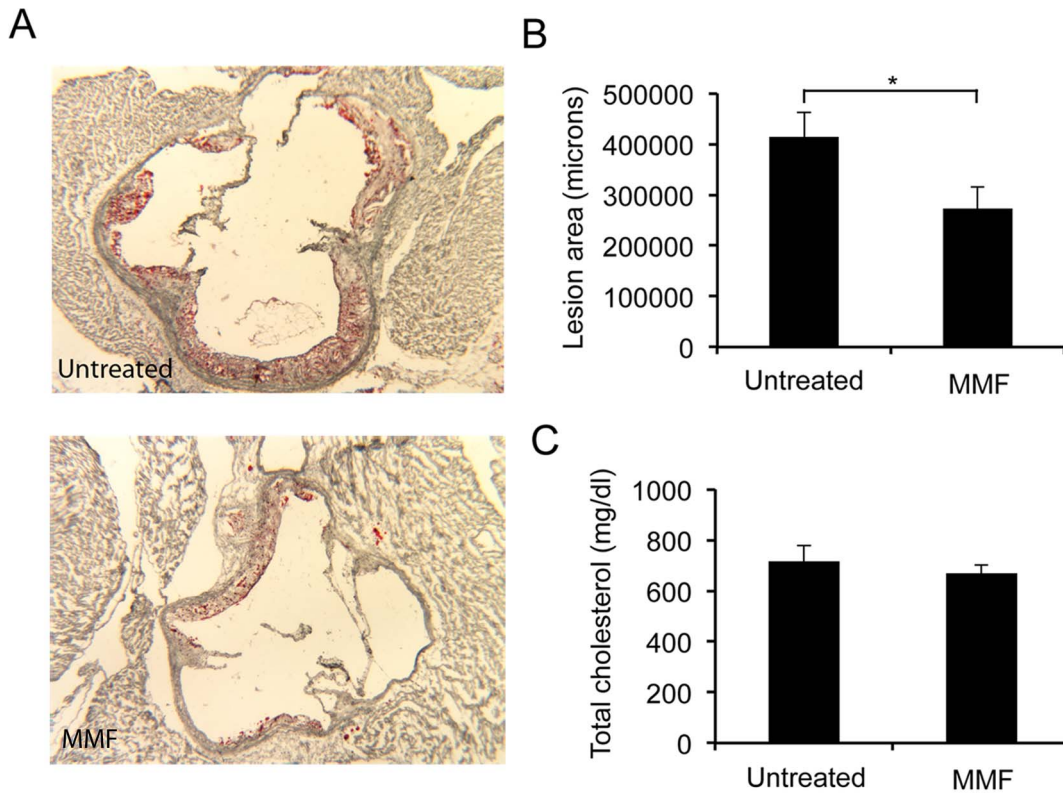 A
Untreated
MMF
B
*
Lesion area (microns)
500000
400000
300000
200000
100000
0
Untreated MMF
C
Total cholesterol (mg/dl)
1000
800
600
400
200
0
Untreated MMF